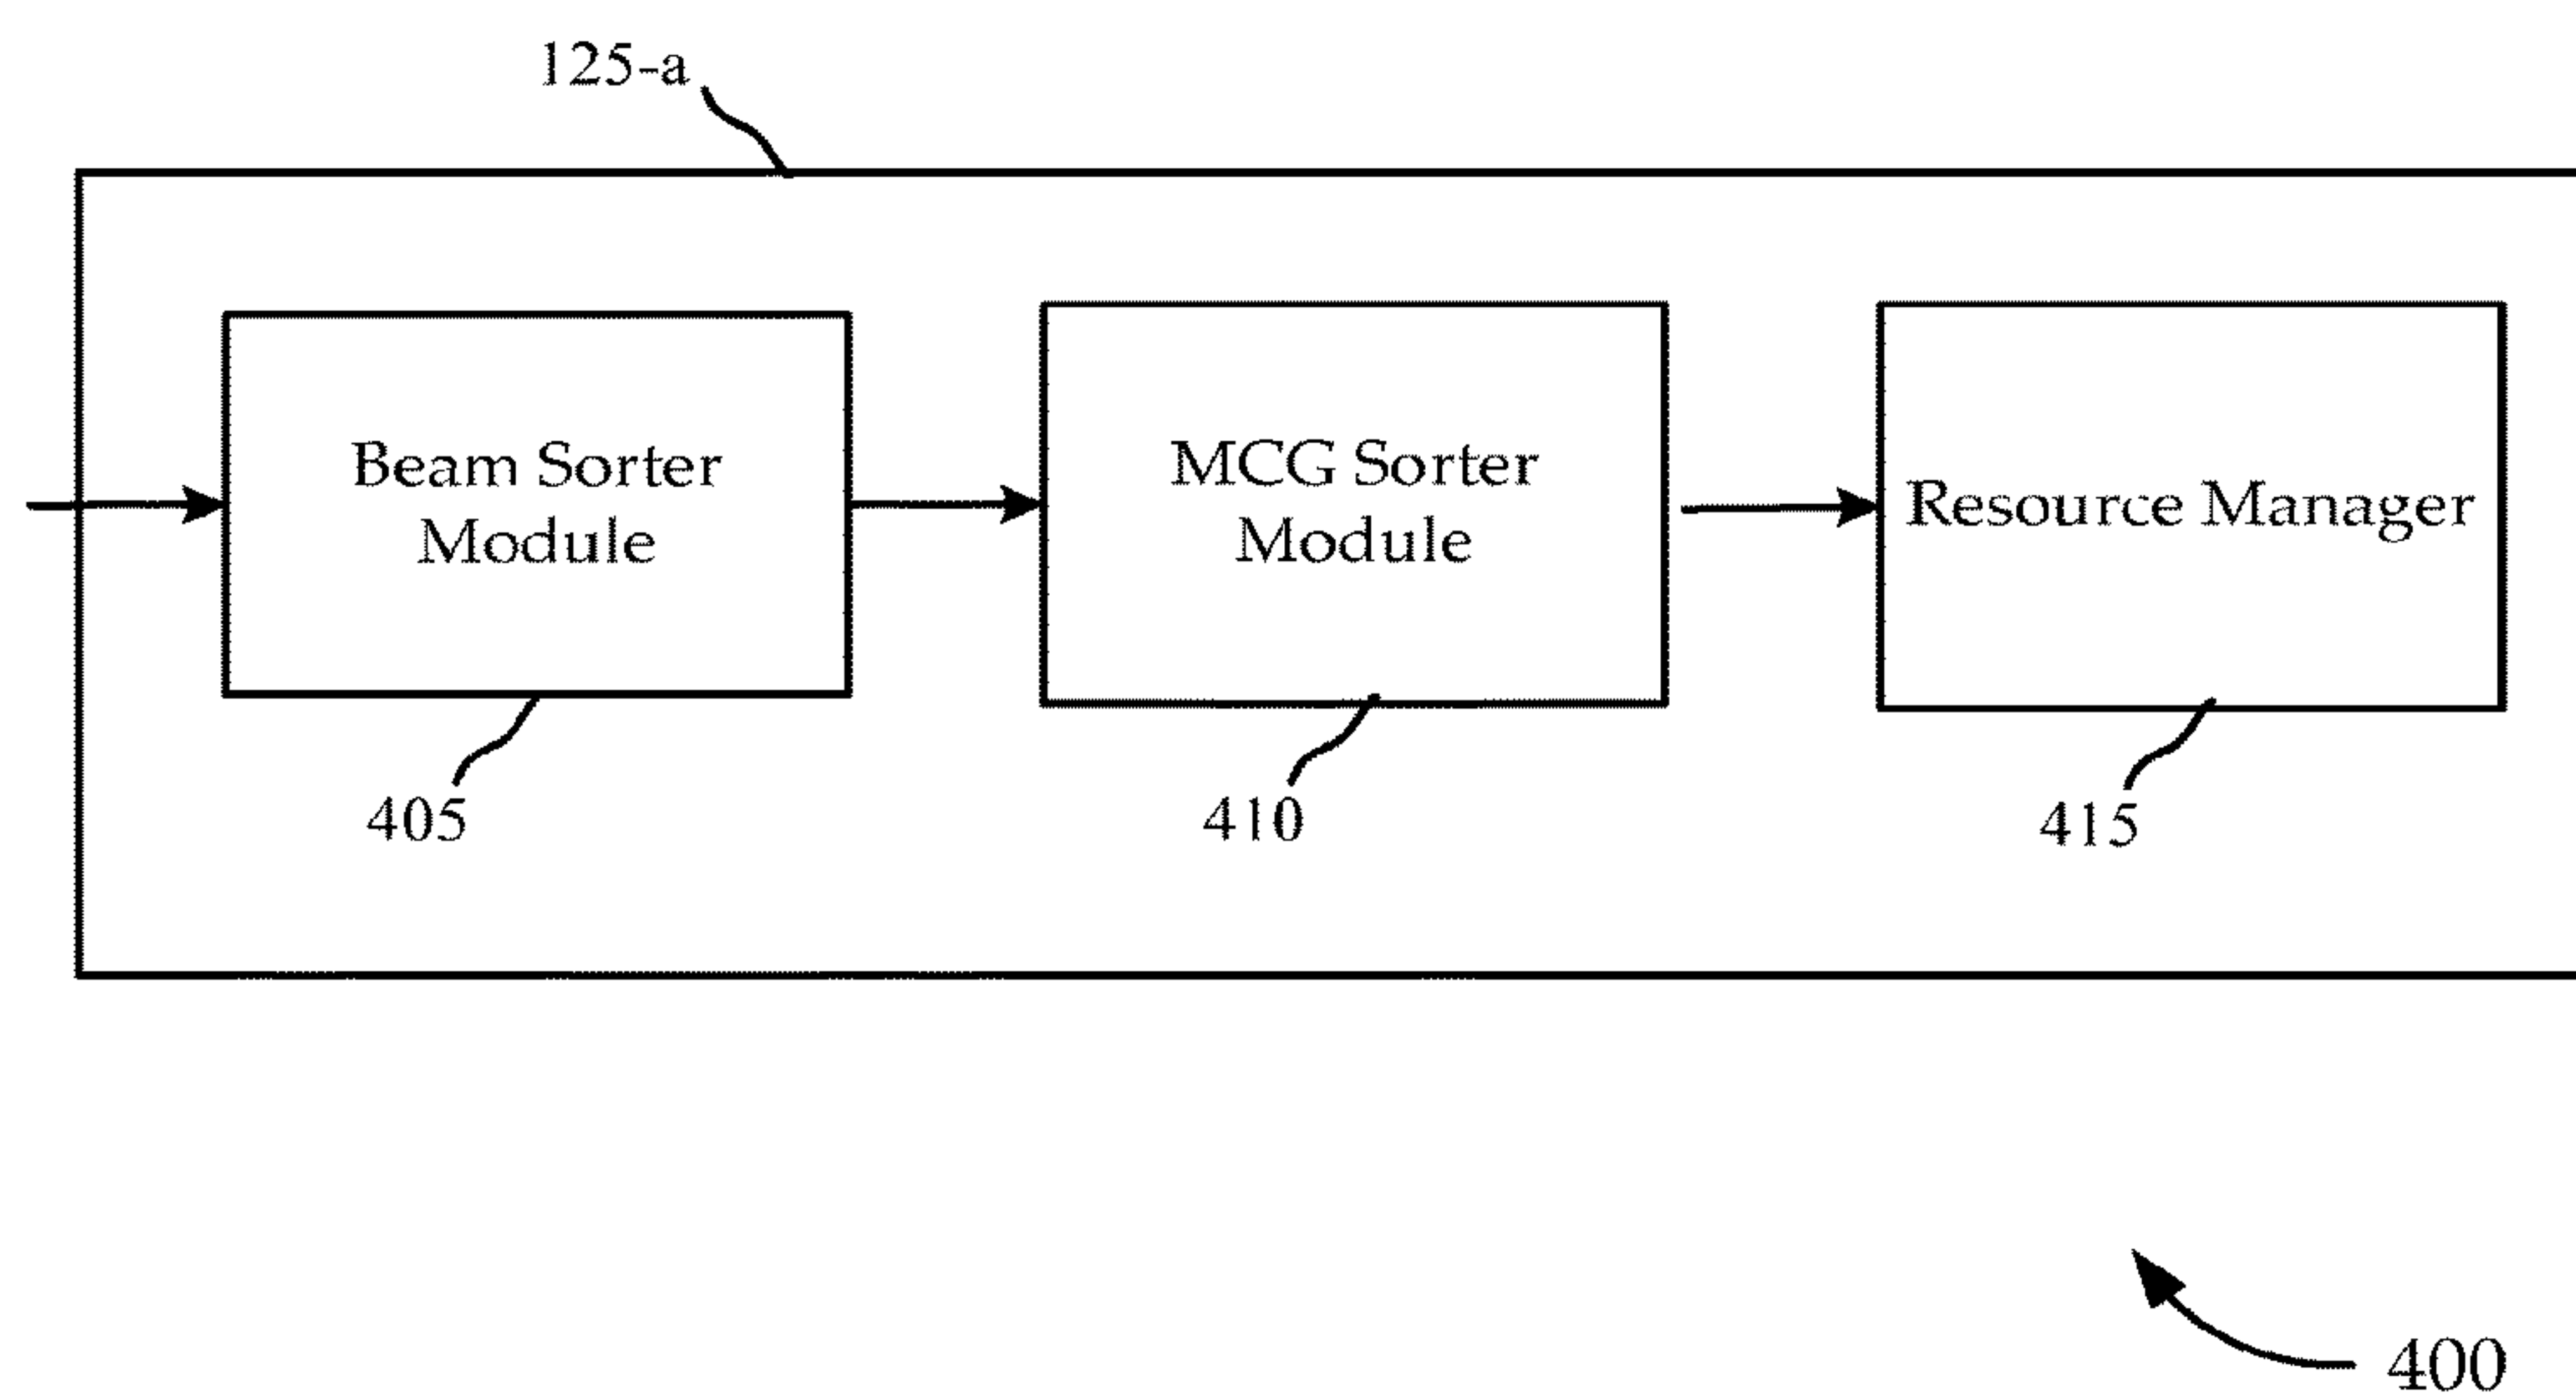 125-a
Beam Sorter
Module
MCG Sorter
Module
Resource Manager
405
410
415
400